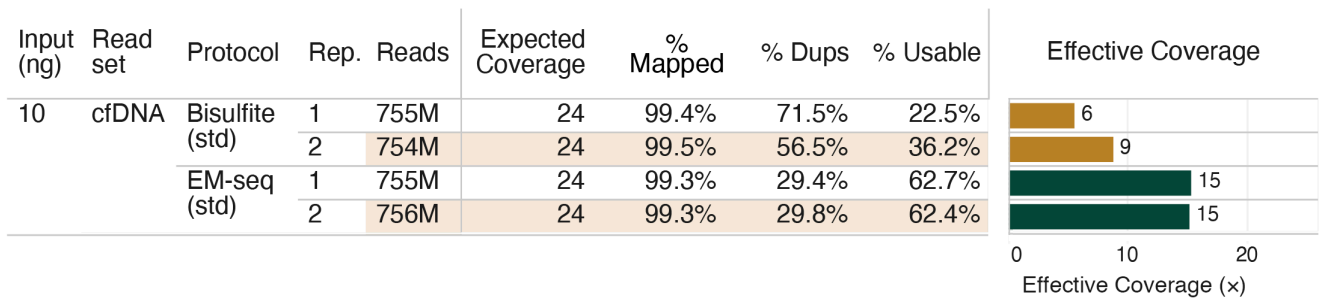 Input (ng) Read set Protocol Rep. Reads Expected Coverage % Mapped % Dups % Usable Effective Coverage
10 cfDNA Bisulfite (std) 1 755M 24 99.4% 71.5% 22.5% 6
2 754M 24 99.5% 56.5% 36.2% 9
EM-seq (std) 1 755M 24 99.3% 29.4% 62.7% 15
2 756M 24 99.3% 29.8% 62.4% 15
0 10 20
Effective Coverage (×)